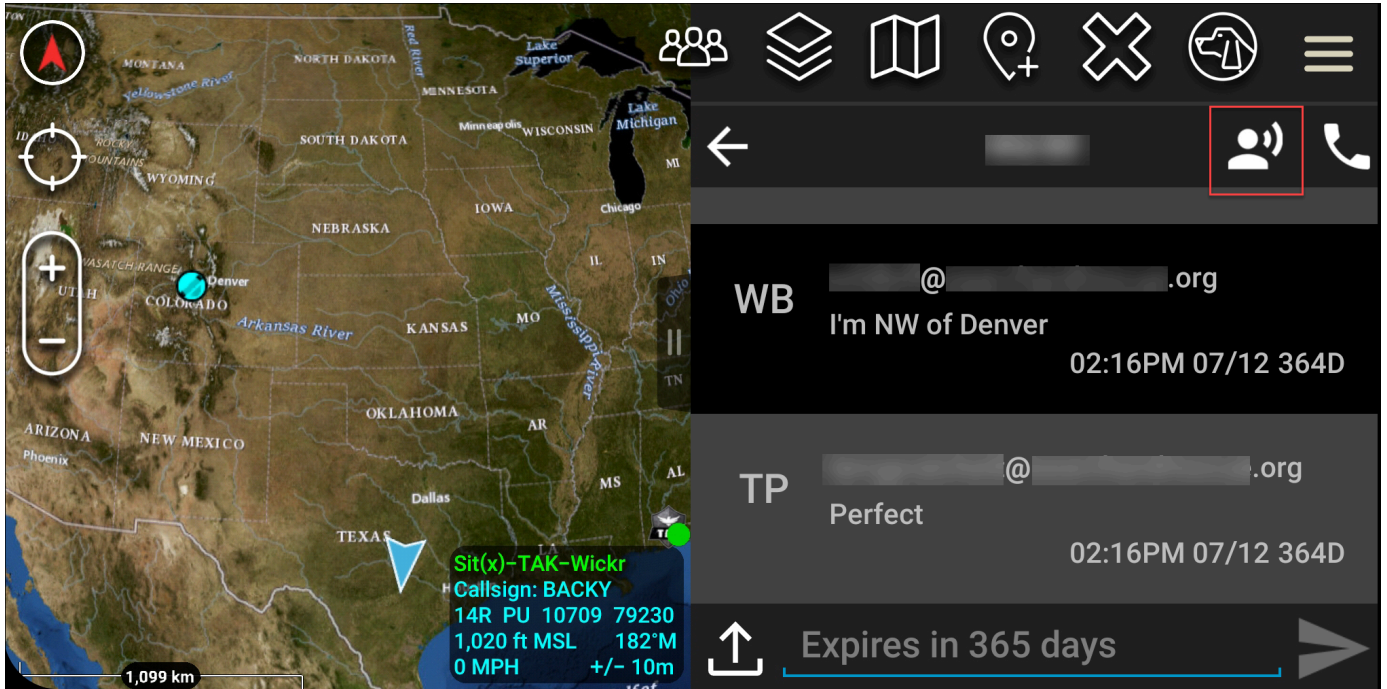 MONTANA
Yellowstone River
NORTH DAKOTA
Red River
Lake
Superior
MINNESOTA
Minneapolis
WISCONSIN
Lake
Michigan
MI
SOUTH DAKOTA
ROCKY
MOUNTAINS
WYOMING
IOWA
Chicago
NEBRASKA
IL
IN
Ohio
WASATCH RANGE
Denver
UTAH
COLORADO
Arkansas River
KANSAS
MO
Mississippi River
TN
OKLAHOMA
AR
ARIZONA
NEW MEXICO
Phoenix
MS
AL
Dallas
TEXAS
LA
Sit(x)-TAK-Wickr
Callsign: BACKY
14R PU 10709 79230
1,020 ft MSL 182°M
0 MPH +/- 10m
1,099 km
WB
@ .org
I'm NW of Denver
02:16PM 07/12 364D
TP
@ .org
Perfect
02:16PM 07/12 364D
Expires in 365 days